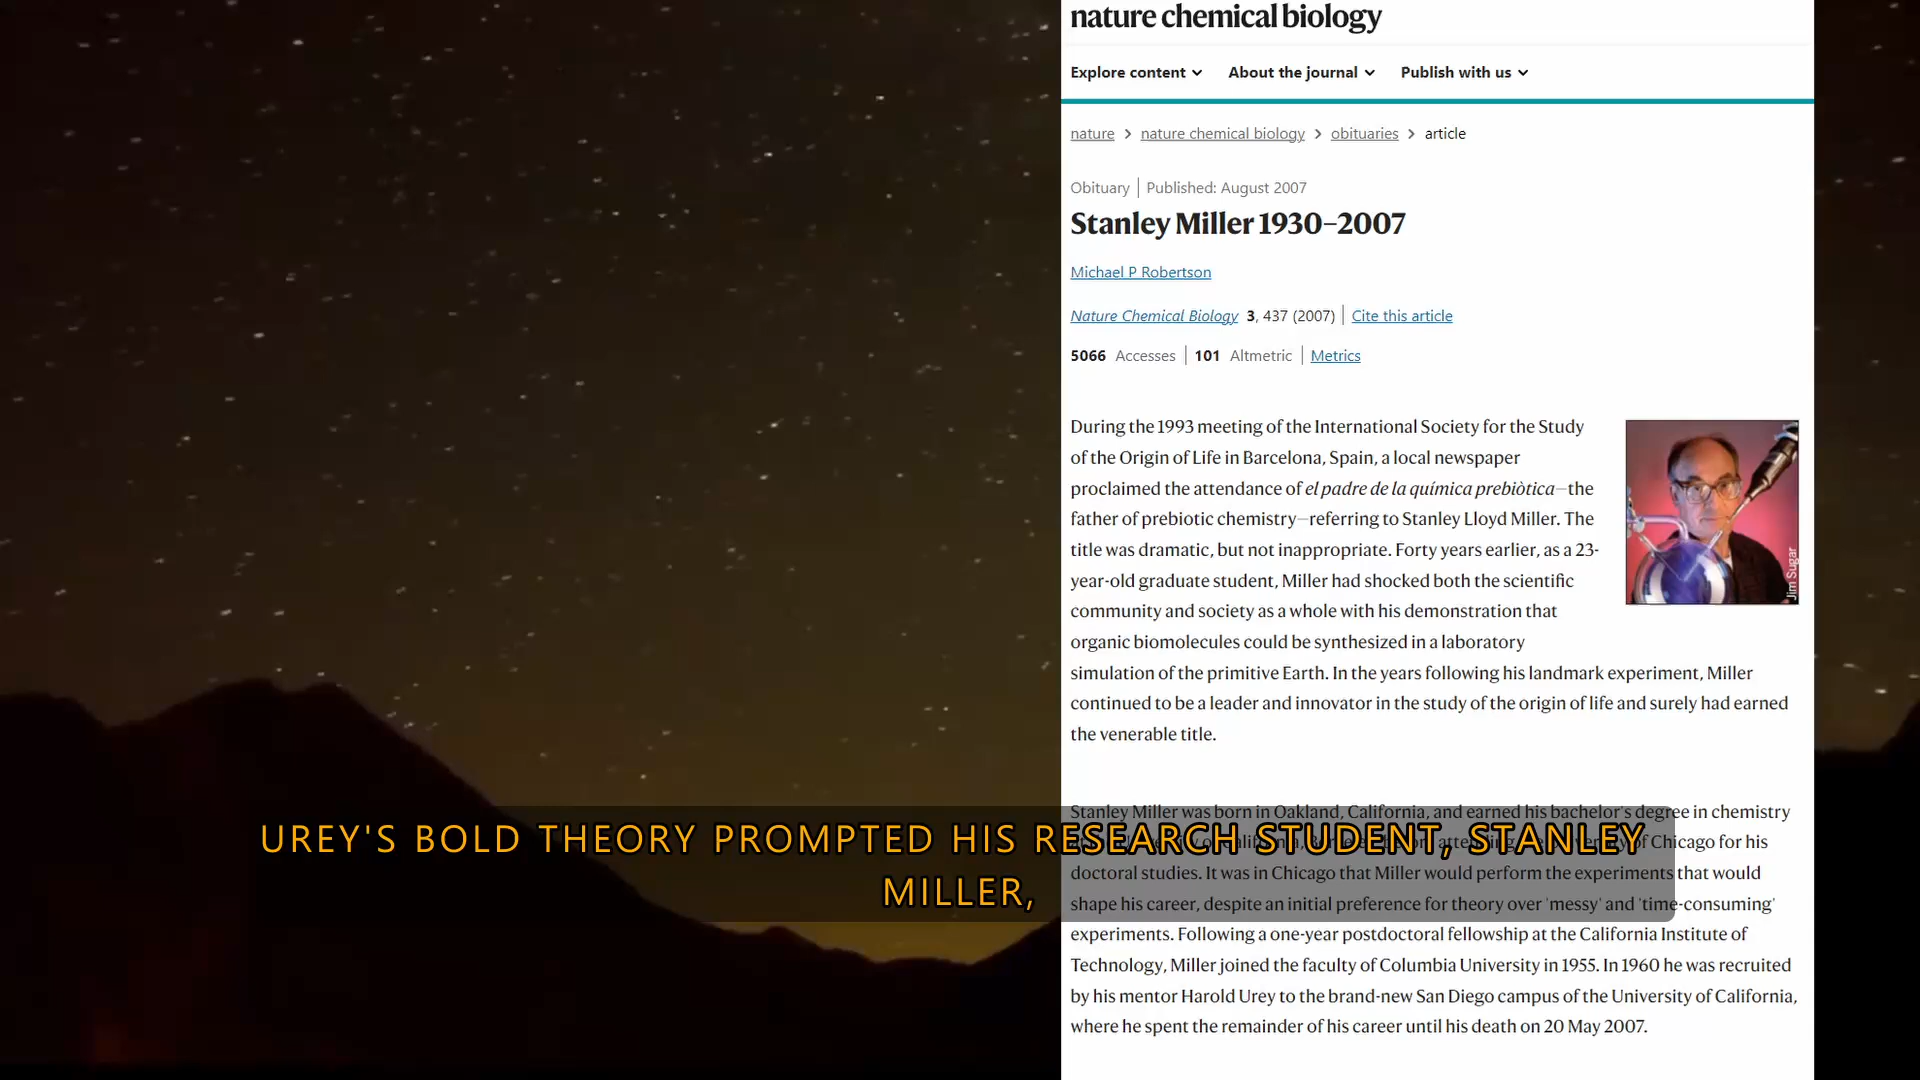 nature chemical biology
Explore content
About the journal
Publish with us
nature > nature chemical biology > obituaries > article
Obituary | Published: August 2007
Stanley Miller 1930–2007
Michael P Robertson
Nature Chemical Biology 3, 437 (2007) | Cite this article
5066 Accesses | 101 Altmetric | Metrics
During the 1993 meeting of the International Society for the Study
of the Origin of Life in Barcelona, Spain, a local newspaper
proclaimed the attendance of el padre de la química prebiòtica—the
father of prebiotic chemistry—referring to Stanley Lloyd Miller. The
title was dramatic, but not inappropriate. Forty years earlier, as a 23-
year-old graduate student, Miller had shocked both the scientific
community and society as a whole with his demonstration that
organic biomolecules could be synthesized in a laboratory
simulation of the primitive Earth. In the years following his landmark experiment, Miller
continued to be a leader and innovator in the study of the origin of life and surely had earned
the venerable title.
Jim Sugar
Stanley Miller was born in Oakland, California, and earned his bachelor's degree in chemistry
of Chicago for his
doctoral studies. It was in Chicago that Miller would perform the experiments that would
shape his career, despite an initial preference for theory over 'messy' and 'time-consuming'
experiments. Following a one-year postdoctoral fellowship at the California Institute of
Technology, Miller joined the faculty of Columbia University in 1955. In 1960 he was recruited
by his mentor Harold Urey to the brand-new San Diego campus of the University of California,
where he spent the remainder of his career until his death on 20 May 2007.
UREY'S BOLD THEORY PROMPTED HIS RESEARCH STUDENT, STANLEY
MILLER,